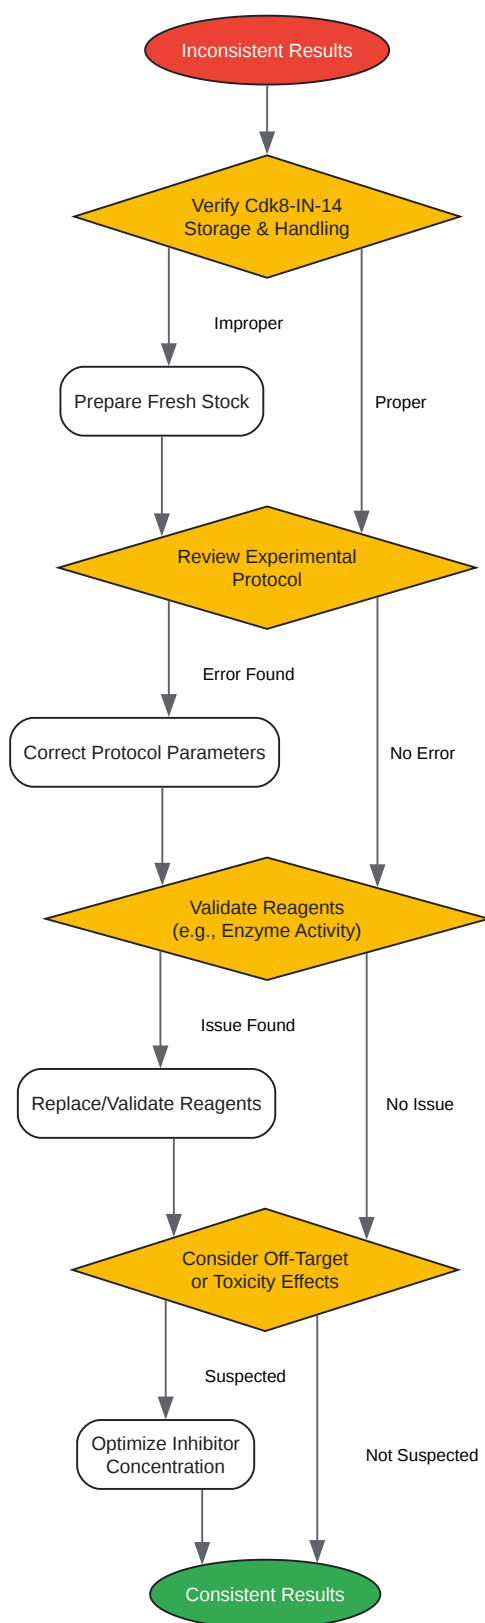 Inconsistent Results
Verify Cdk8-IN-14
Storage & Handling
Improper
Prepare Fresh Stock
Proper
Review Experimental
Protocol
Error Found
Correct Protocol Parameters
No Error
Validate Reagents
(e.g., Enzyme Activity)
Issue Found
Replace/Validate Reagents
No Issue
Consider Off-Target
or Toxicity Effects
Suspected
Optimize Inhibitor
Concentration
Not Suspected
Consistent Results